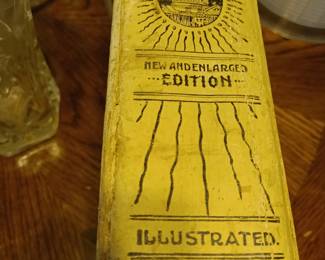 NEW AND ENLARGED
EDITION
ILLUSTRATED.